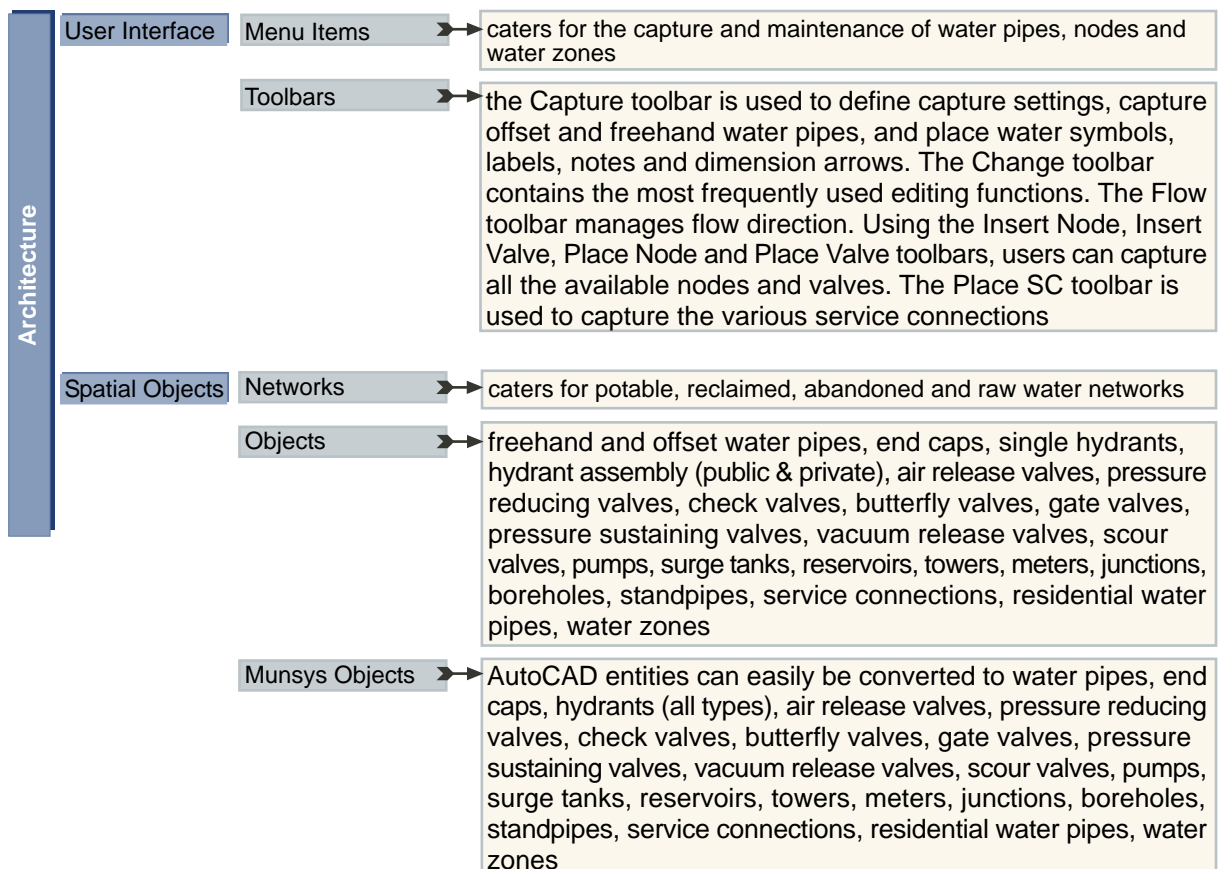 Architecture
User Interface
Menu Items
caters for the capture and maintenance of water pipes, nodes and
water zones
Toolbars
the Capture toolbar is used to define capture settings, capture
offset and freehand water pipes, and place water symbols,
labels, notes and dimension arrows. The Change toolbar
contains the most frequently used editing functions. The Flow
toolbar manages flow direction. Using the Insert Node, Insert
Valve, Place Node and Place Valve toolbars, users can capture
all the available nodes and valves. The Place SC toolbar is
used to capture the various service connections
Spatial Objects
Networks
caters for potable, reclaimed, abandoned and raw water networks
Objects
freehand and offset water pipes, end caps, single hydrants,
hydrant assembly (public & private), air release valves, pressure
reducing valves, check valves, butterfly valves, gate valves,
pressure sustaining valves, vacuum release valves, scour
valves, pumps, surge tanks, reservoirs, towers, meters, junctions,
boreholes, standpipes, service connections, residential water
pipes, water zones
Munsys Objects
AutoCAD entities can easily be converted to water pipes, end
caps, hydrants (all types), air release valves, pressure reducing
valves, check valves, butterfly valves, gate valves, pressure
sustaining valves, vacuum release valves, scour valves, pumps,
surge tanks, reservoirs, towers, meters, junctions, boreholes,
standpipes, service connections, residential water pipes, water
zones